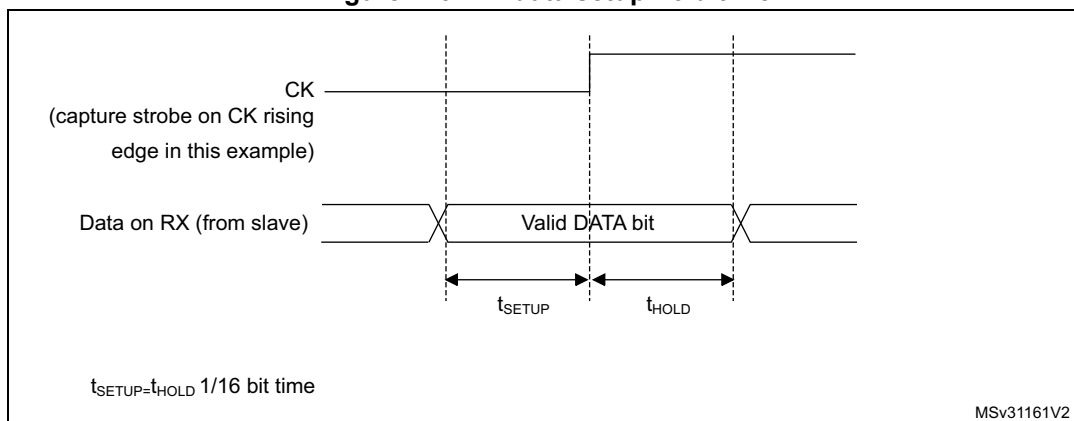 CK
(capture strobe on CK rising
edge in this example)
Data on RX (from slave)
Valid DATA bit
tSETUP
tHOLD
tSETUP=tHOLD 1/16 bit time
MSv31161V2